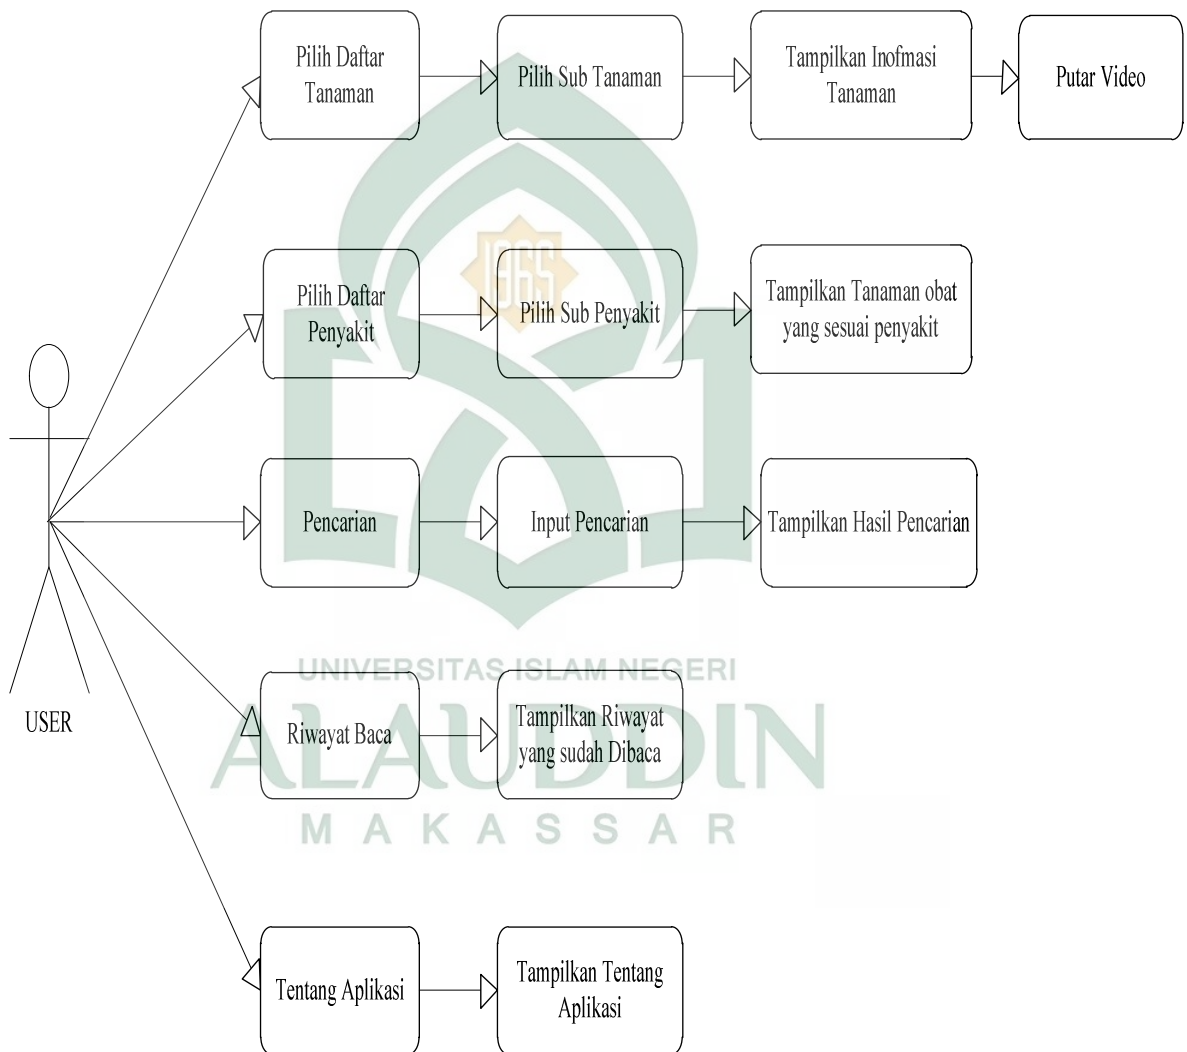 Pilih Daftar
Tanaman
Pilih Sub Tanaman
Tampilkan Inofmasi
Tanaman
Putar Video
1965
Pilih Daftar
Penyakit
Pilih Sub Penyakit
Tampilkan Tanaman obat
yang sesuai penyakit
Pencarian
Input Pencarian
Tampilkan Hasil Pencarian
UNIVERSITAS ISLAM NEGERI
USER
Riwayat Baca
Tampilkan Riwayat
yang sudah Dibaca
ALAUDDIN
MAKASSAR
Tentang Aplikasi
Tampilkan Tentang
Aplikasi